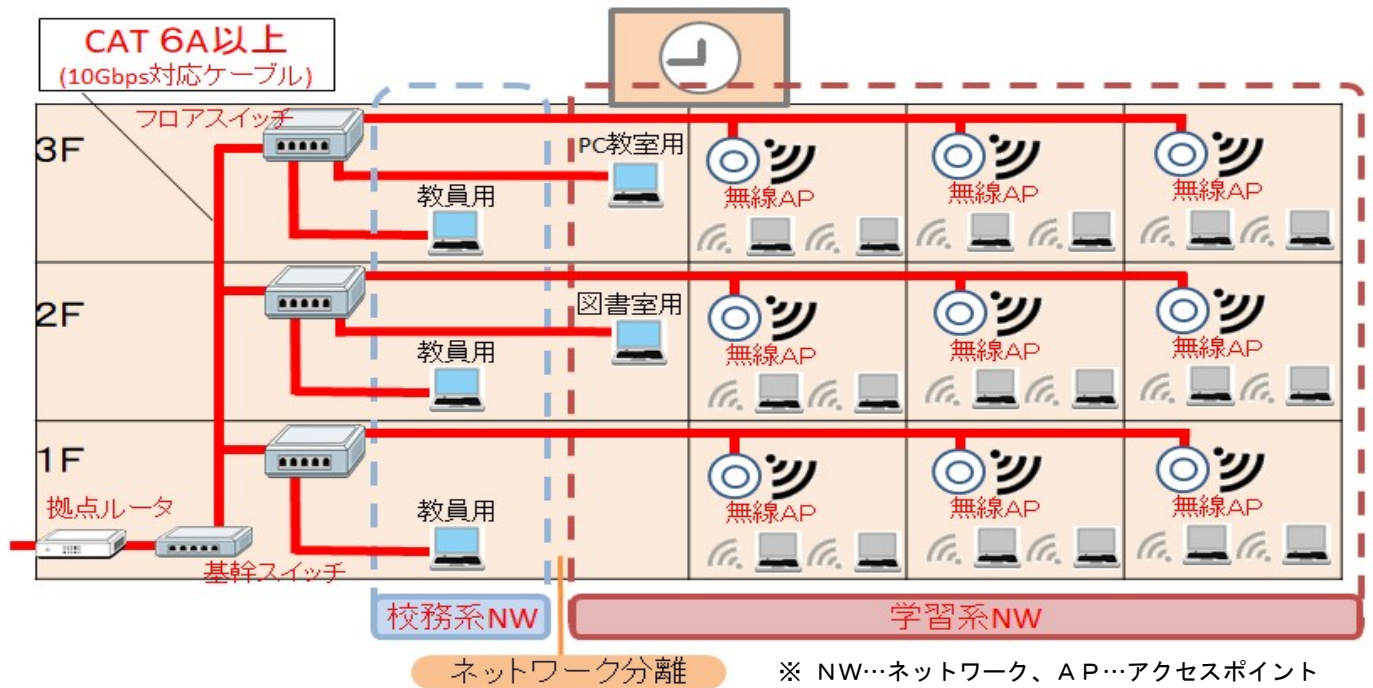 CAT 6A以上
(10Gbps対応ケーブル)
フロアスイッチ
3F
PC教室用
教員用
無線AP
無線AP
無線AP
2F
図書室用
教員用
無線AP
無線AP
無線AP
1F
拠点ルータ
教員用
無線AP
無線AP
無線AP
基幹スイッチ
校務系NW
学習系NW
ネットワーク分離
※ NW…ネットワーク、AP…アクセスポイント